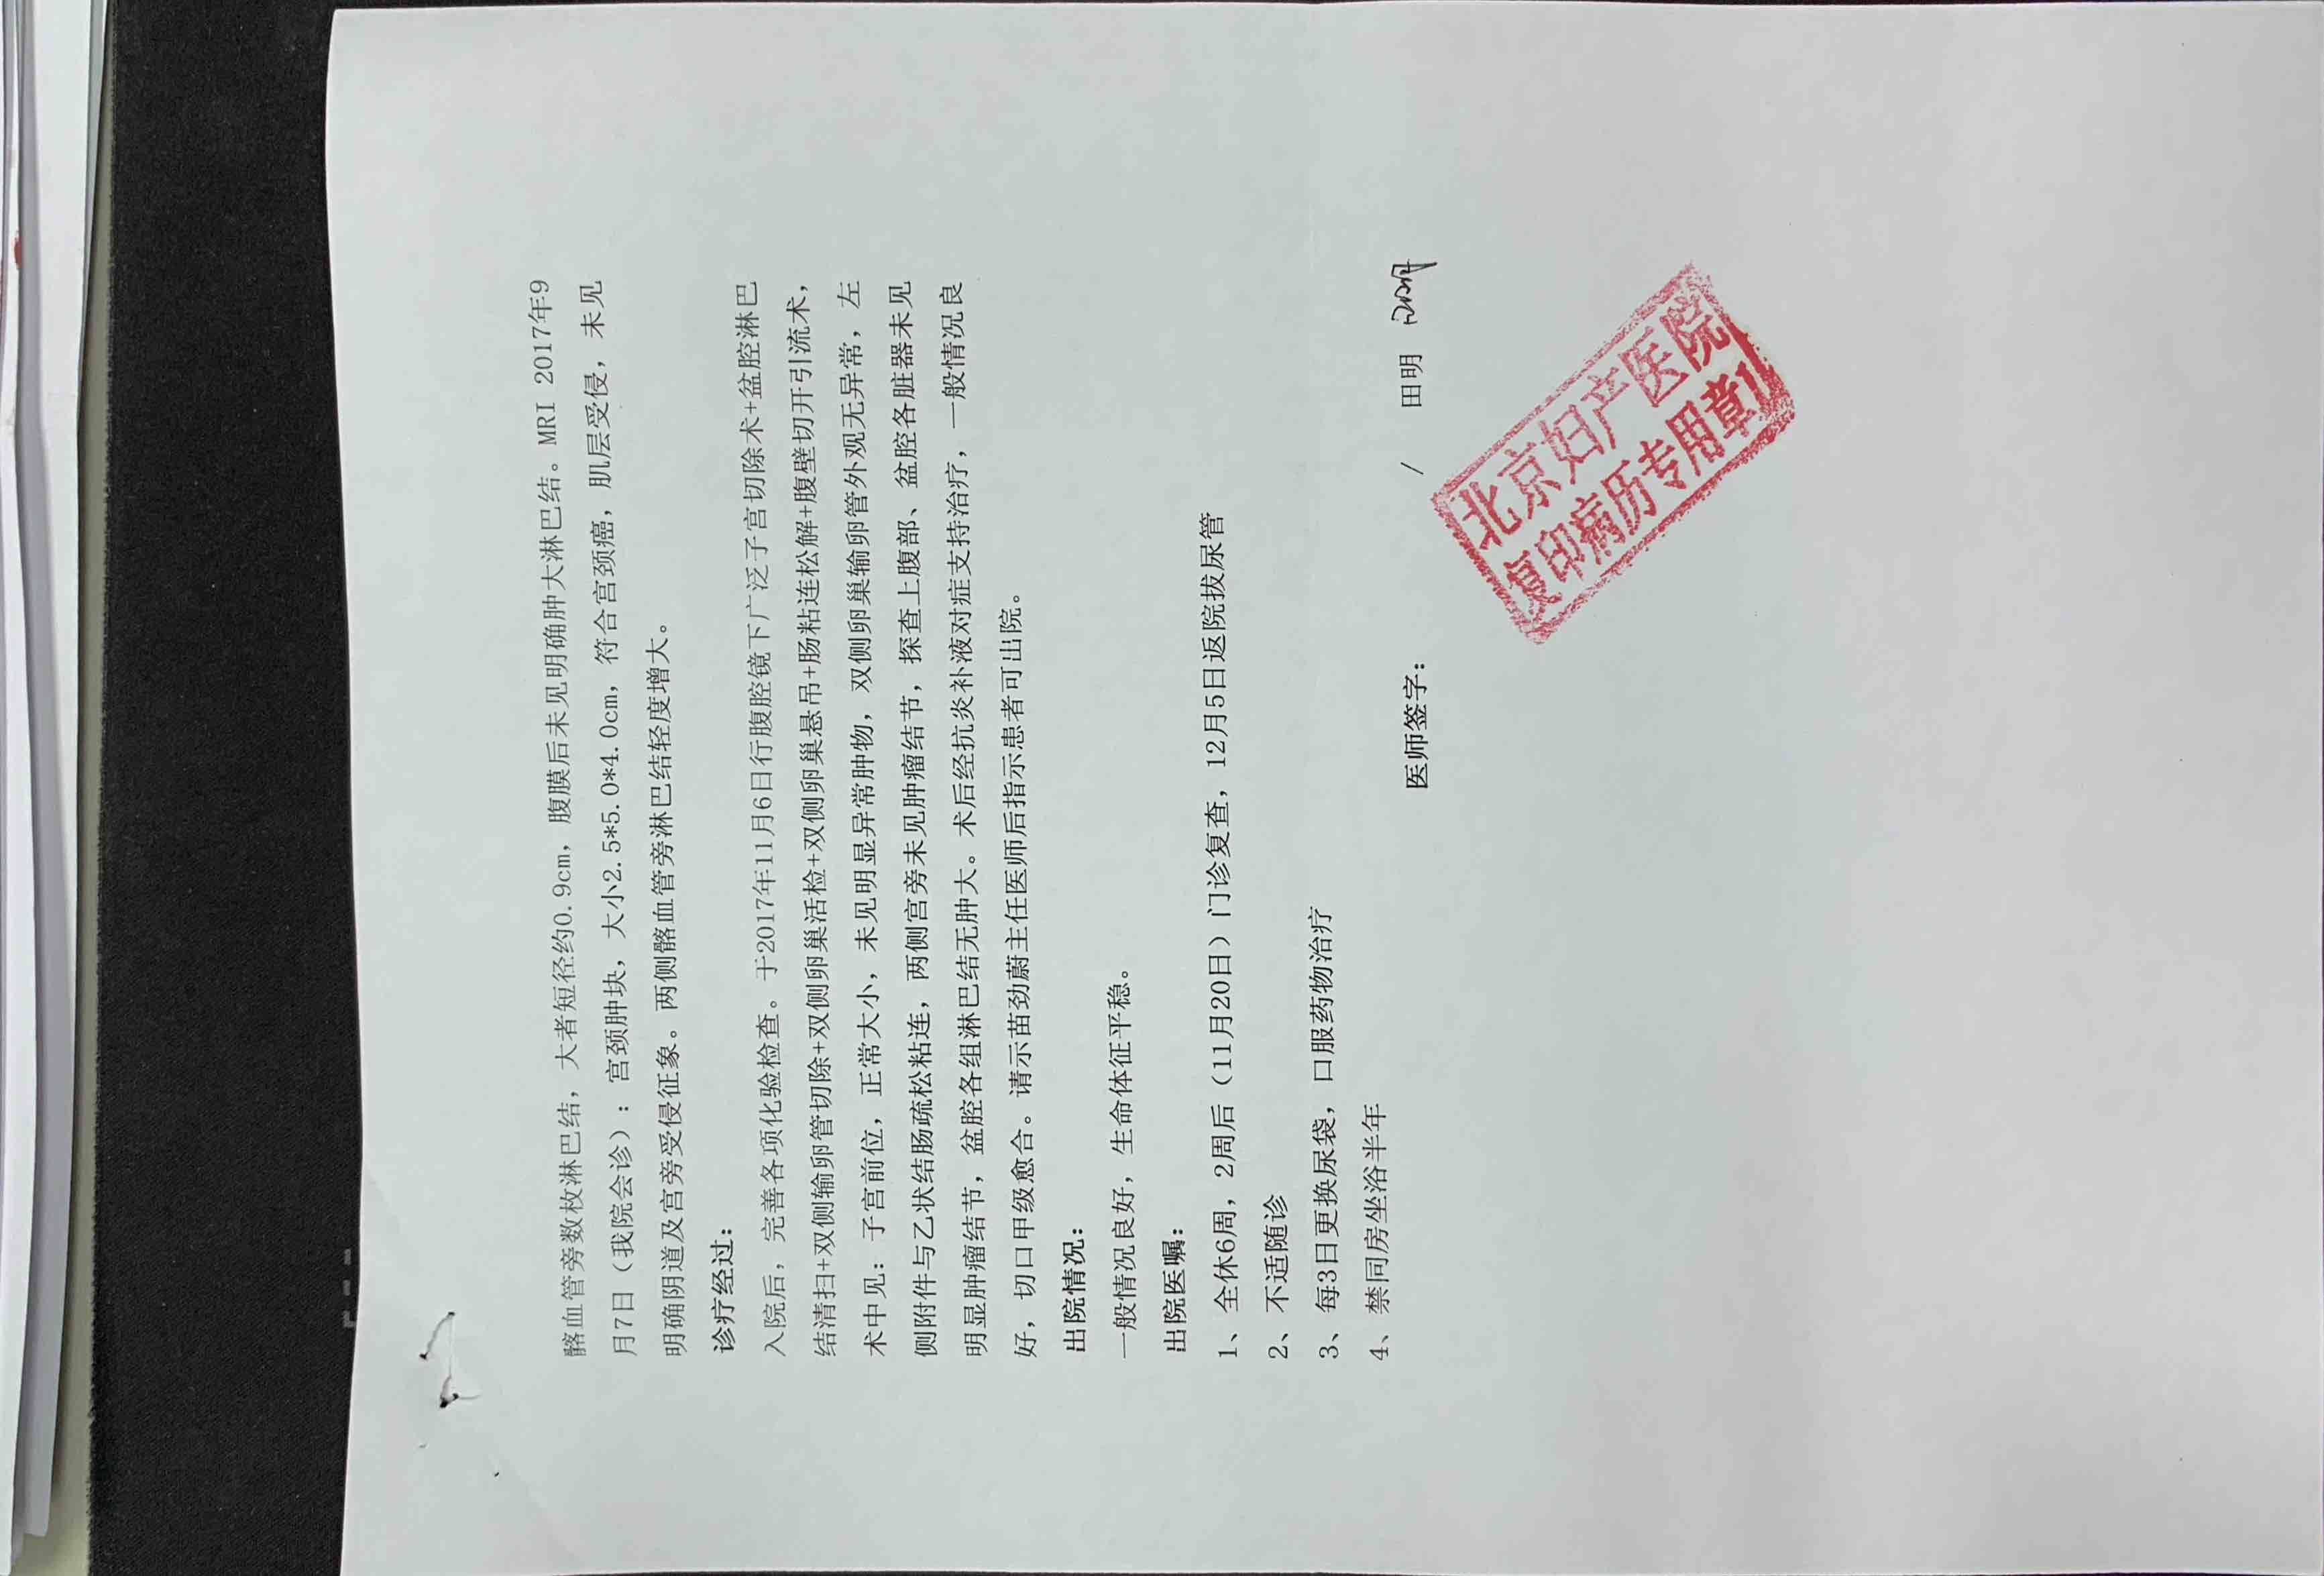 髂血管旁数枚淋巴结，大者短径约0.9cm，腹膜后未见明确肿大淋巴结。MRI 2017年9
月7日（我院会诊）：宫颈肿块，大小2.5*5.0*4.0cm，符合宫颈癌，肌层受侵，未见
明确阴道及宫旁受侵征象。两侧髂血管旁淋巴结轻度增大。
诊疗经过：
入院后，完善各项化验检查。于2017年11月6日行腹腔镜下广泛子宫切除术+盆腔淋巴
结清扫+双侧输卵管切除+双侧卵巢活检+双侧卵巢悬吊+肠粘连松解+腹壁切开引流术，
术中见：子宫前位，正常大小，未见明显异常肿物，双侧卵巢输卵管外观无异常，左
侧附件与乙状结肠疏松粘连，两侧宫旁未见肿瘤结节，探查上腹部、盆腔各脏器未见
明显肿瘤结节，盆腔各组淋巴结无肿大。术后经抗炎补液对症支持治疗，一般情况良
好，切口甲级愈合。请示苗劲蔚主任医师后指示患者可出院。
出院情况：
一般情况良好，生命体征平稳。
出院医嘱：
1、全休6周，2周后（11月20日）门诊复查，12月5日返院拔尿管
2、不适随诊
3、每3日更换尿袋，口服药物治疗
4、禁同房坐浴半年
医师签字： / 田明
北京妇产医院
复印病历专用章1